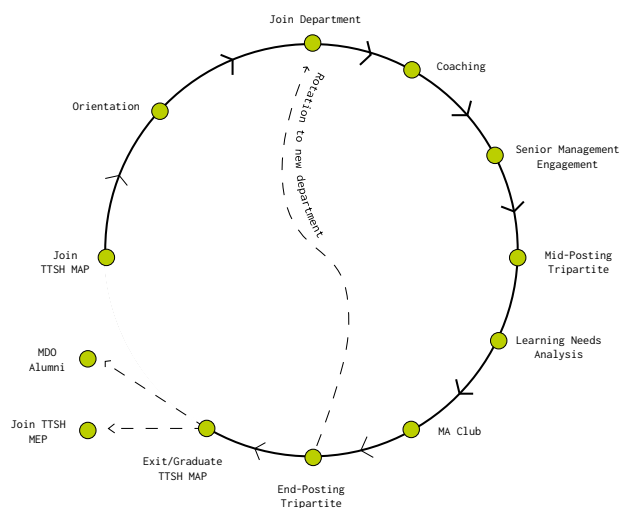 Join Department
Coaching
Orientation
Rotation to new department
Senior Management
Engagement
Join
TTSH MAP
Mid-Posting
Tripartite
Learning Needs
Analysis
MDO
Alumni
Join TTSH
MEP
MA Club
Exit/Graduate
TTSH MAP
End-Posting
Tripartite